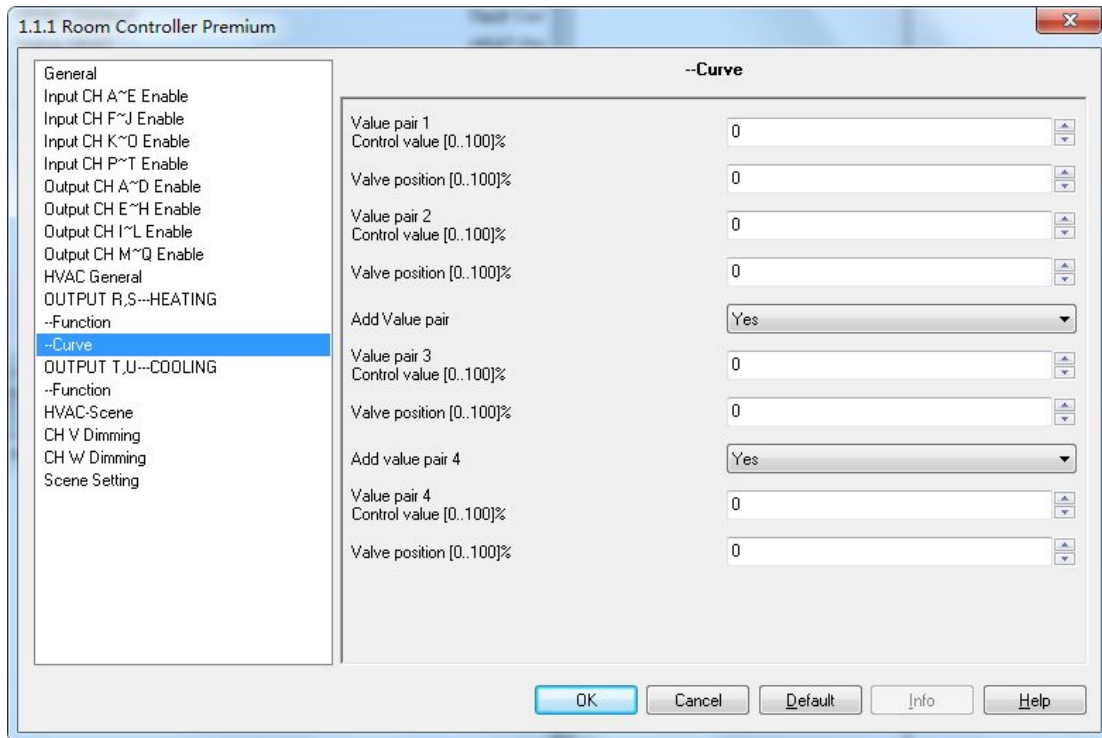 1.1.1 Room Controller Premium
General
Input CH A~E Enable
Input CH F~J Enable
Input CH K~O Enable
Input CH P~T Enable
Output CH A~D Enable
Output CH E~H Enable
Output CH I~L Enable
Output CH M~Q Enable
HVAC General
OUTPUT R,S---HEATING
--Function
--Curve
OUTPUT T,U---COOLING
--Function
HVAC-Scene
CH V Dimming
CH W Dimming
Scene Setting
--Curve
Value pair 1
Control value [0..100]%
0
Valve position [0..100]%
0
Value pair 2
Control value [0..100]%
0
Valve position [0..100]%
0
Add Value pair
Yes
Value pair 3
Control value [0..100]%
0
Valve position [0..100]%
0
Add value pair 4
Yes
Value pair 4
Control value [0..100]%
0
Valve position [0..100]%
0
OK
Cancel
Default
Info
Help